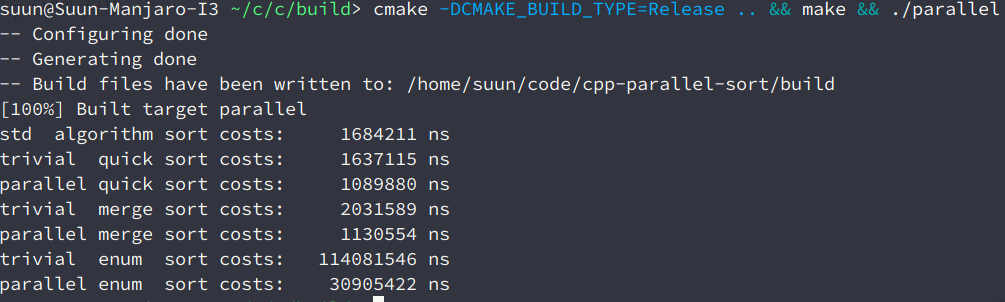 suun@Suun-Manjaro-I3 ~/c/c/build> cmake -DCMAKE_BUILD_TYPE=Release .. && make && ./parallel
-- Configuring done
-- Generating done
-- Build files have been written to: /home/suun/code/cpp-parallel-sort/build
[100%] Built target parallel
std  algorithm sort costs:      1684211 ns
trivial  quick sort costs:      1637115 ns
parallel quick sort costs:      1089880 ns
trivial  merge sort costs:      2031589 ns
parallel merge sort costs:      1130554 ns
trivial  enum  sort costs:    114081546 ns
parallel enum  sort costs:     30905422 ns